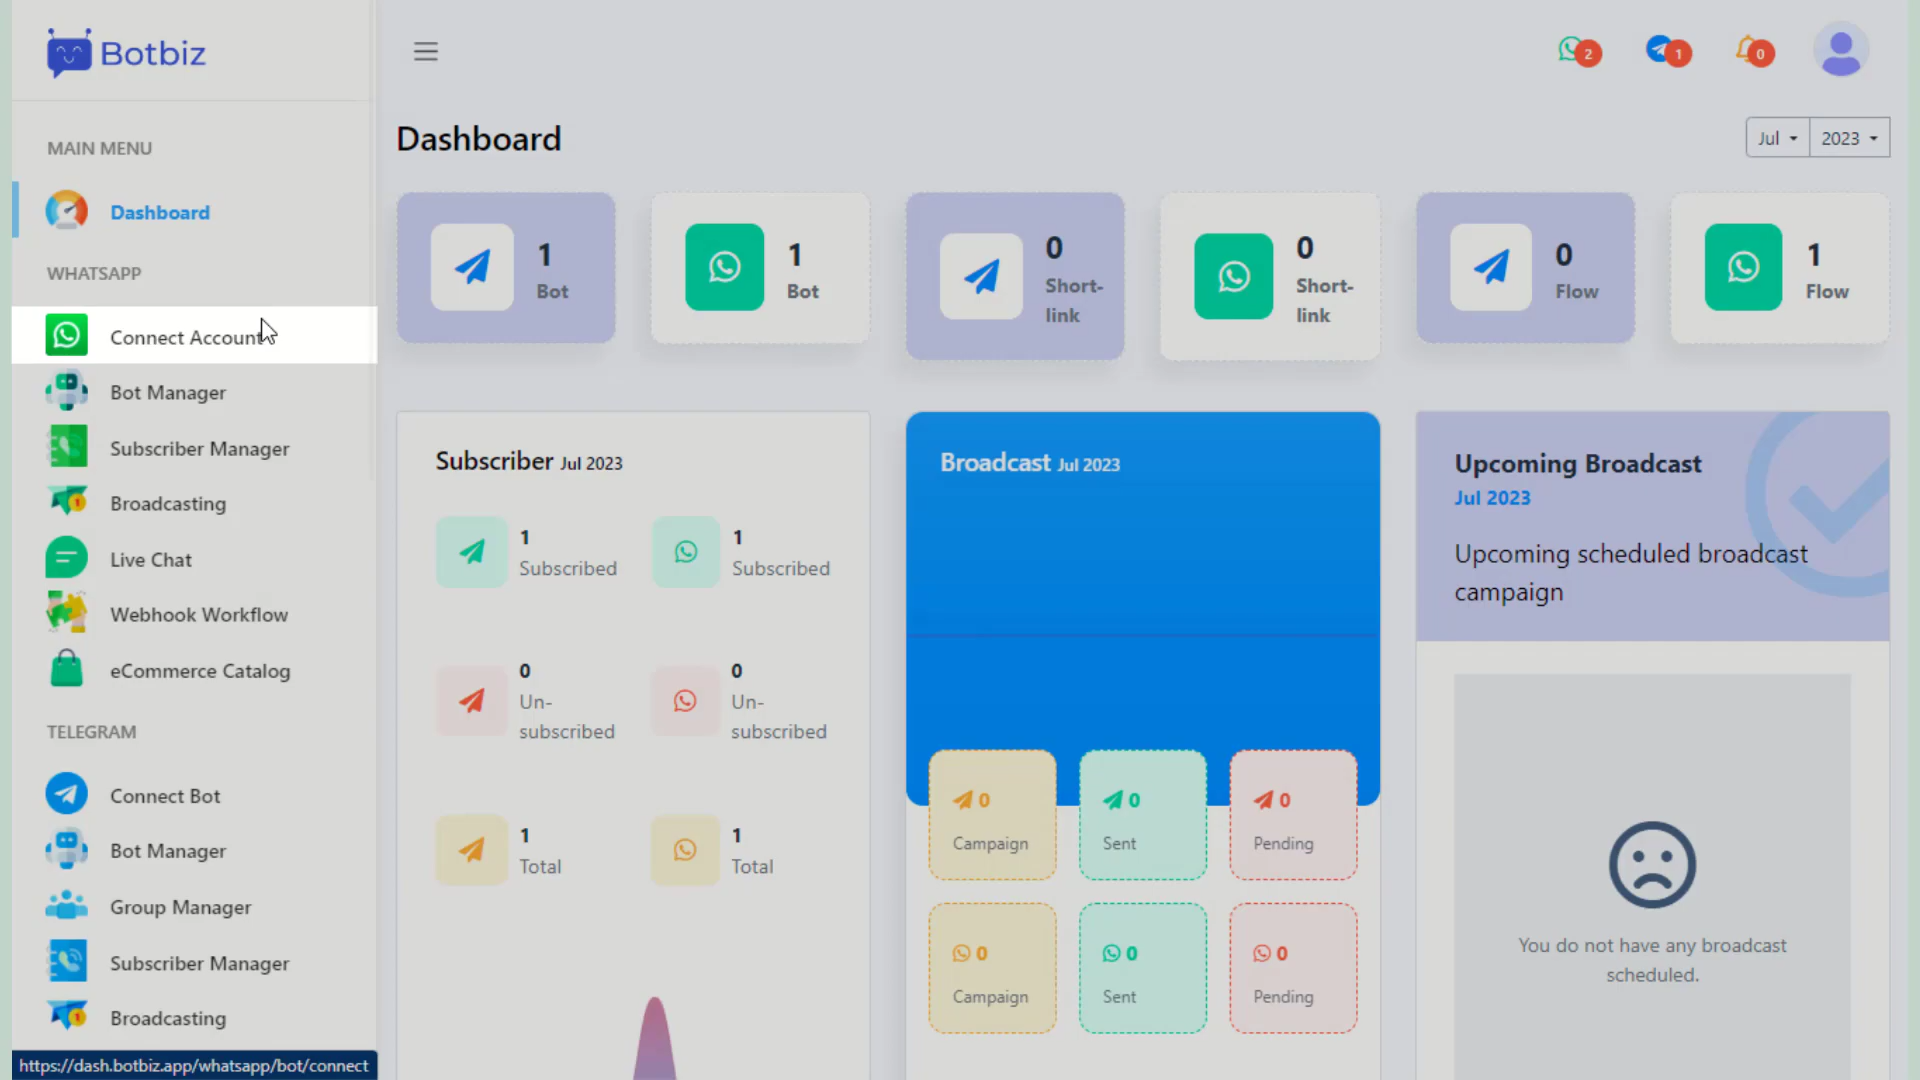 Botbiz
MAIN MENU
Dashboard
WHATSAPP
Connect Account
Bot Manager
Subscriber Manager
Broadcasting
Live Chat
Webhook Workflow
eCommerce Catalog
TELEGRAM
Connect Bot
Bot Manager
Group Manager
Subscriber Manager
Broadcasting
https://dash.botbiz.app/whatsapp/bot/connect
2
1
0
Dashboard
Jul
2023
1
Bot
1
Bot
0
Short-
link
0
Short-
link
0
Flow
1
Flow
Subscriber Jul 2023
1
Subscribed
1
Subscribed
0
Un-
subscribed
0
Un-
subscribed
1
Total
1
Total
Broadcast Jul 2023
0
Campaign
0
Sent
0
Pending
0
Campaign
0
Sent
0
Pending
Upcoming Broadcast
Jul 2023
Upcoming scheduled broadcast
campaign
You do not have any broadcast
scheduled.